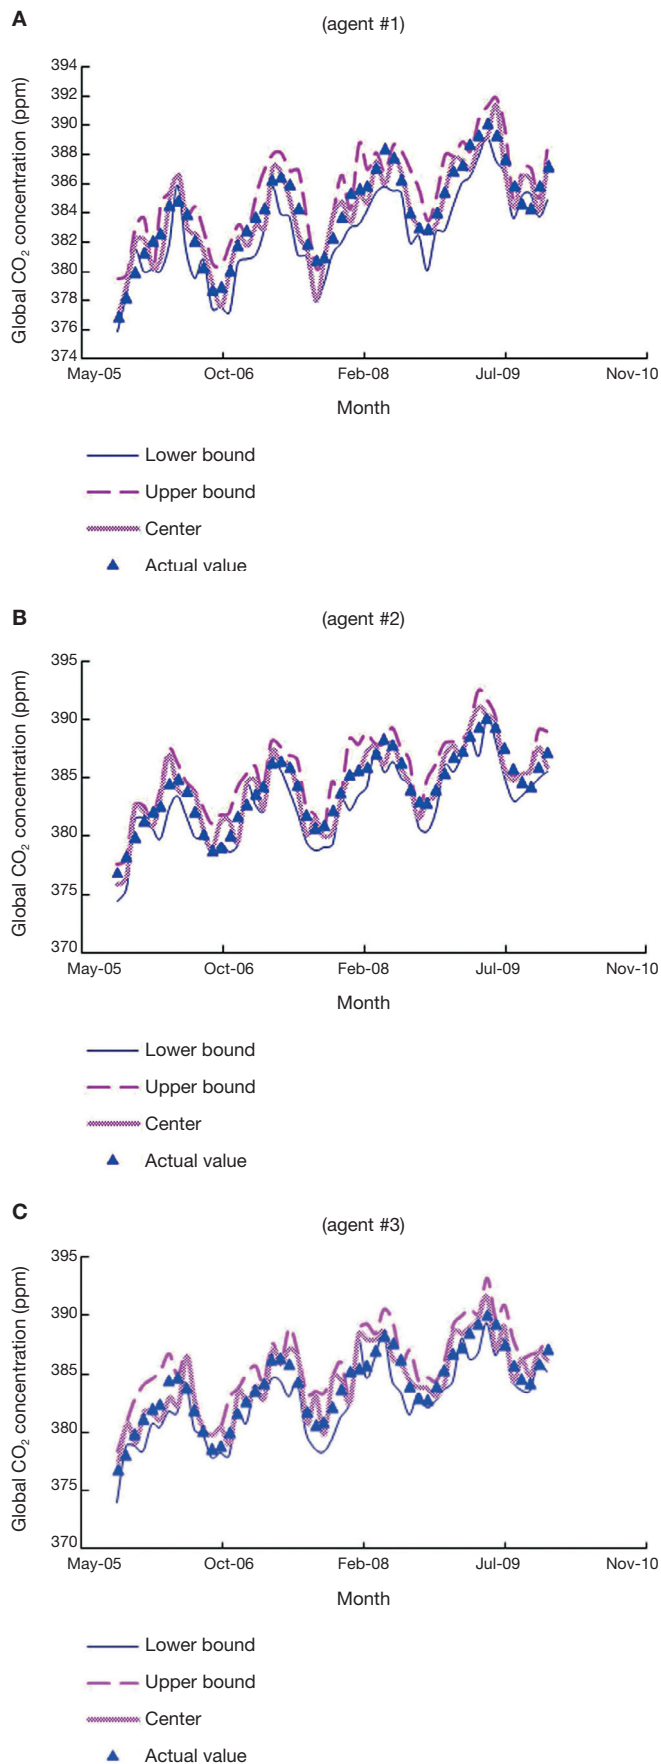 A
(agent #1)
Global CO2 concentration (ppm)
394
392
390
388
386
384
382
380
378
376
374
May-05 Oct-06 Feb-08 Jul-09 Nov-10
Month
Lower bound
Upper bound
Center
Actual value
B
(agent #2)
Global CO2 concentration (ppm)
395
390
385
380
375
370
May-05 Oct-06 Feb-08 Jul-09 Nov-10
Month
Lower bound
Upper bound
Center
Actual value
C
(agent #3)
Global CO2 concentration (ppm)
395
390
385
380
375
370
May-05 Oct-06 Feb-08 Jul-09 Nov-10
Month
Lower bound
Upper bound
Center
Actual value